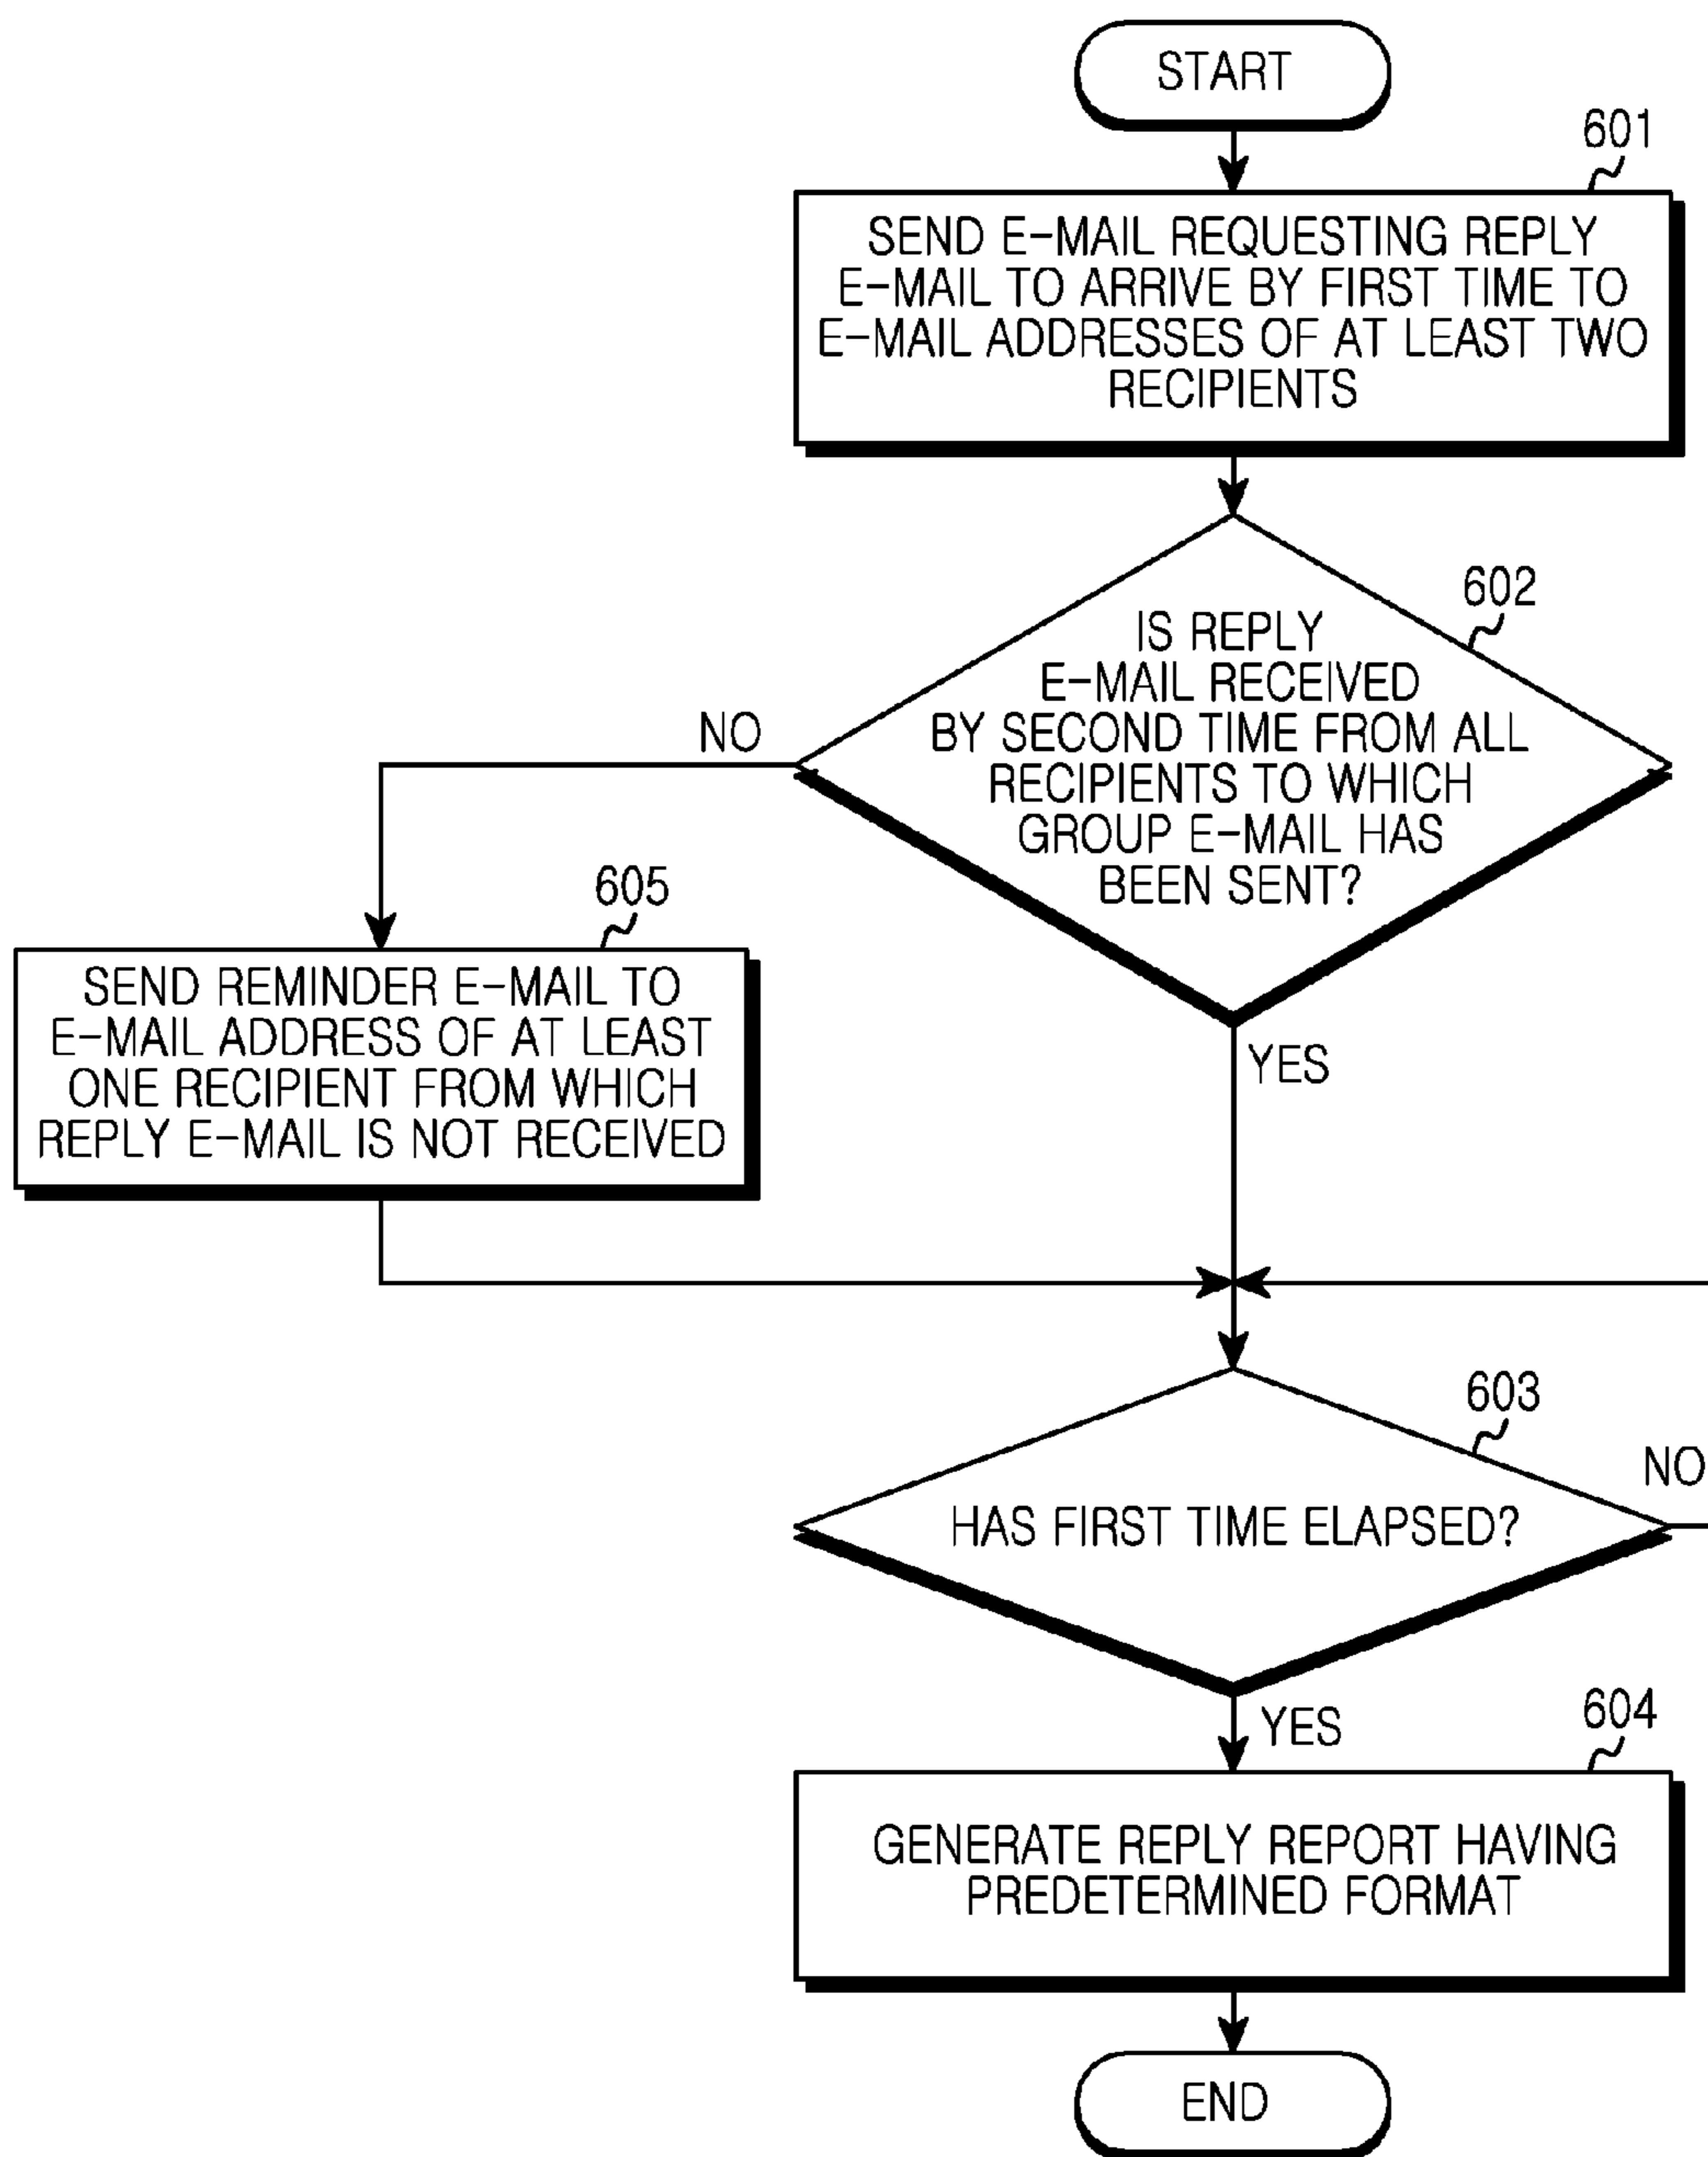 START
601
SEND E-MAIL REQUESTING REPLY
E-MAIL TO ARRIVE BY FIRST TIME TO
E-MAIL ADDRESSES OF AT LEAST TWO
RECIPIENTS
602
IS REPLY
E-MAIL RECEIVED
BY SECOND TIME FROM ALL
RECIPIENTS TO WHICH
GROUP E-MAIL HAS
BEEN SENT?
NO
605
SEND REMINDER E-MAIL TO
E-MAIL ADDRESS OF AT LEAST
ONE RECIPIENT FROM WHICH
REPLY E-MAIL IS NOT RECEIVED
YES
603
HAS FIRST TIME ELAPSED?
NO
YES
604
GENERATE REPLY REPORT HAVING
PREDETERMINED FORMAT
END